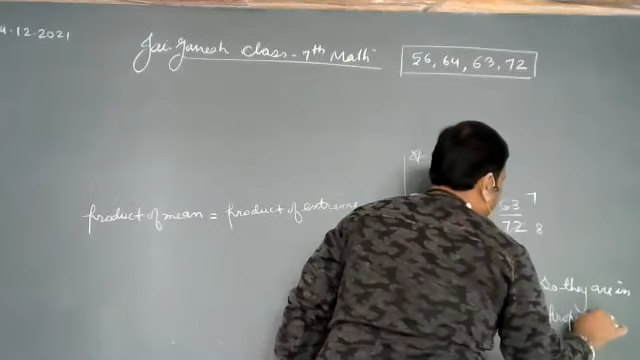 4.12.2021
Jai Ganesh class - 7th Math
56, 64, 63, 72
product of mean = product of extreme
63 7
72 8
So they are in